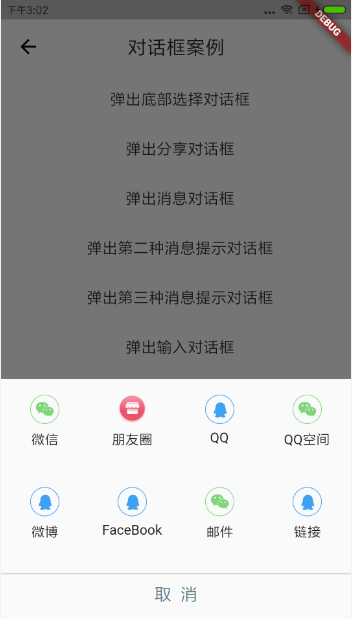 下午3:02
DEBUG
对话框案例
弹出底部选择对话框
弹出分享对话框
弹出消息对话框
弹出第二种消息提示对话框
弹出第三种消息提示对话框
弹出输入对话框
微信 朋友圈 QQ QQ空间
微博 FaceBook 邮件 链接
取 消